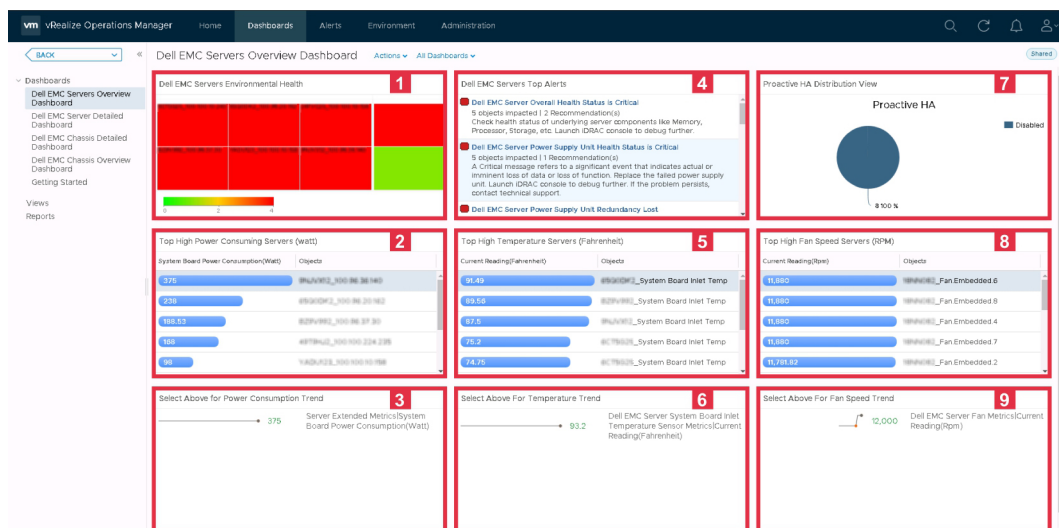 vm vRealize Operations Manager Home Dashboards Alerts Environment Administration
BACK
Dell EMC Servers Overview Dashboard Actions All Dashboards Shared
Dashboards
Dell EMC Servers Overview
Dashboard
Dell EMC Server Detailed
Dashboard
Dell EMC Chassis Detailed
Dashboard
Dell EMC Chassis Overview
Dashboard
Getting Started
Views
Reports
Dell EMC Servers Environmental Health 1
0 2 4
Dell EMC Servers Top Alerts 4
Dell EMC Server Overall Health Status is Critical
5 objects impacted | 2 Recommendation(s)
Check health status of underlying server components like Memory,
Processor, Storage, etc. Launch iDRAC console to debug further.
Dell EMC Server Power Supply Unit Health Status is Critical
5 objects impacted | 1 Recommendation(s)
A Critical message refers to a significant event that indicates actual or
imminent loss of data or loss of function. Replace the failed power supply
unit. Launch iDRAC console to debug further. If the problem persists,
contact technical support.
Dell EMC Server Power Supply Unit Redundancy Lost
Proactive HA Distribution View 7
Proactive HA
Disabled
8 100 %
Top High Power Consuming Servers (watt) 2
System Board Power Consumption(Watt) Objects
375
238
188.53
188
98
Top High Temperature Servers (Fahrenheit) 5
Current Reading(Fahrenheit) Objects
91.49 _System Board Inlet Temp
89.58 _System Board Inlet Temp
87.5 _System Board Inlet Temp
75.2 _System Board Inlet Temp
74.75 _System Board Inlet Temp
Top High Fan Speed Servers (RPM) 8
Current Reading(Rpm) Objects
11,880 _Fan.Embedded.6
11,880 _Fan.Embedded.8
11,880 _Fan.Embedded.4
11,880 _Fan.Embedded.7
11,781.82 _Fan.Embedded.2
Select Above for Power Consumption Trend 3
375 Server Extended Metrics|System
Board Power Consumption(Watt)
Select Above For Temperature Trend 6
93.2 Dell EMC Server System Board Inlet
Temperature Sensor Metrics|Current
Reading(Fahrenheit)
Select Above For Fan Speed Trend 9
12,000 Dell EMC Server Fan Metrics|Current
Reading(Rpm)